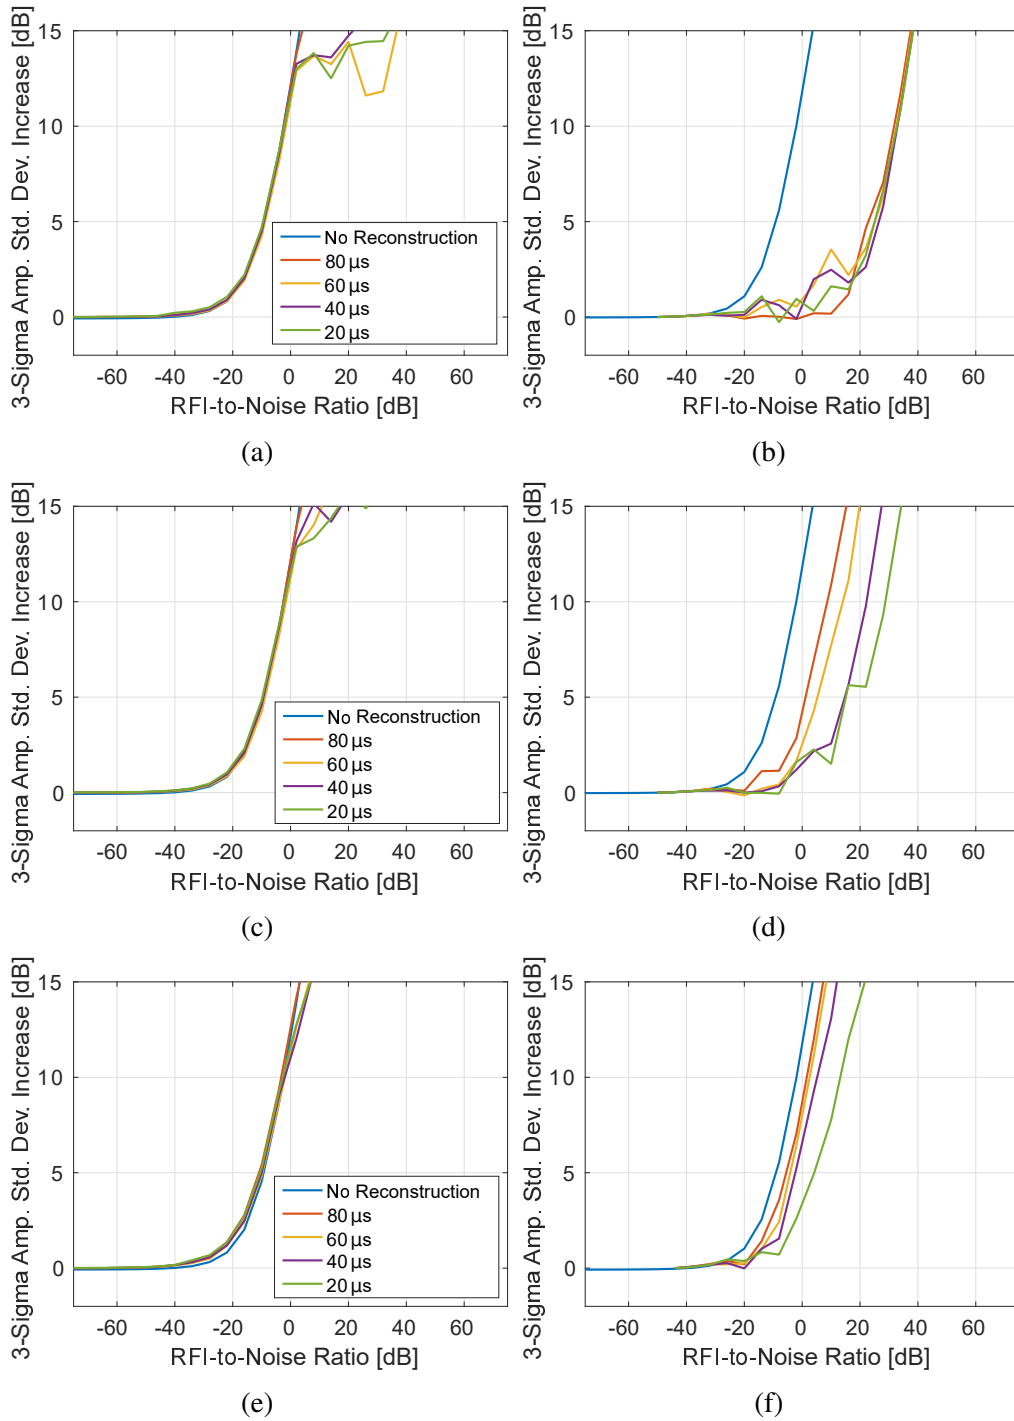 3-Sigma Amp. Std. Dev. Increase [dB]
15
10
5
0
No Reconstruction
80 µs
60 µs
40 µs
20 µs
-60 -40 -20 0 20 40 60
RFI-to-Noise Ratio [dB]
(a)
3-Sigma Amp. Std. Dev. Increase [dB]
15
10
5
0
-60 -40 -20 0 20 40 60
RFI-to-Noise Ratio [dB]
(b)
3-Sigma Amp. Std. Dev. Increase [dB]
15
10
5
0
No Reconstruction
80 µs
60 µs
40 µs
20 µs
-60 -40 -20 0 20 40 60
RFI-to-Noise Ratio [dB]
(c)
3-Sigma Amp. Std. Dev. Increase [dB]
15
10
5
0
-60 -40 -20 0 20 40 60
RFI-to-Noise Ratio [dB]
(d)
3-Sigma Amp. Std. Dev. Increase [dB]
15
10
5
0
No Reconstruction
80 µs
60 µs
40 µs
20 µs
-60 -40 -20 0 20 40 60
RFI-to-Noise Ratio [dB]
(e)
3-Sigma Amp. Std. Dev. Increase [dB]
15
10
5
0
-60 -40 -20 0 20 40 60
RFI-to-Noise Ratio [dB]
(f)